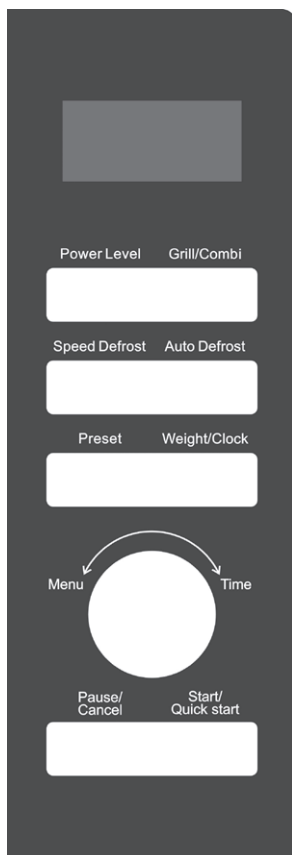 Power Level Grill/Combi
Speed Defrost Auto Defrost
Preset Weight/Clock
Menu Time
Pause/ Start/
Cancel Quick start